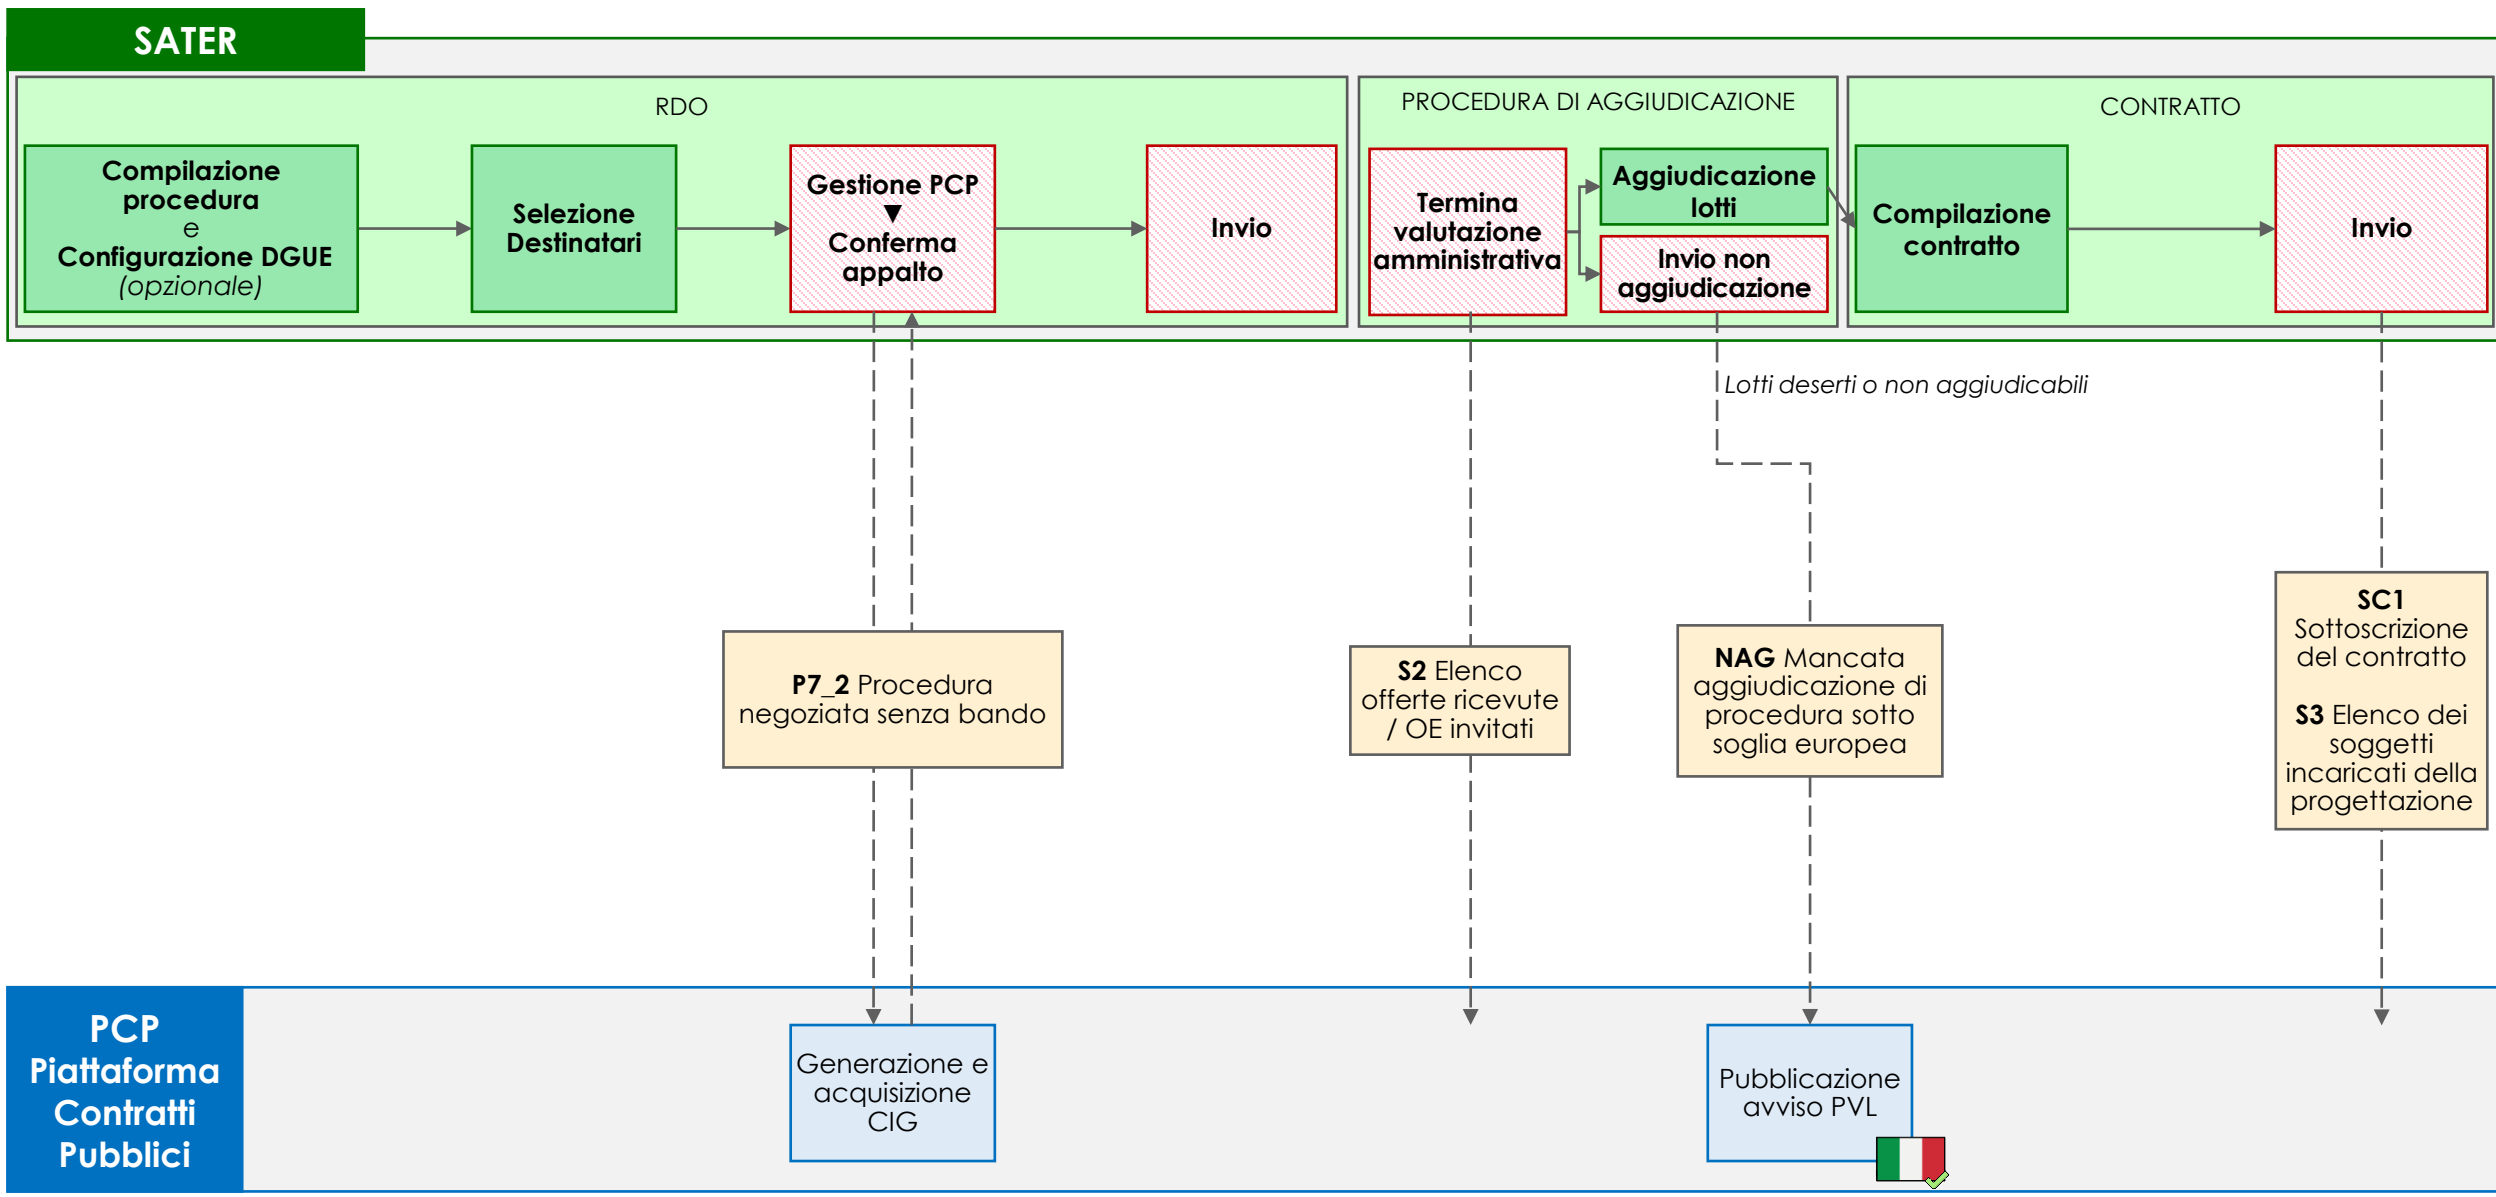 SATER
RDO
Compilazione
procedura
e
Configurazione DGUE
(opzionale)
Selezione
Destinatari
Gestione PCP
▼
Conferma
appalto
Invio
PROCEDURA DI AGGIUDICAZIONE
Termina
valutazione
amministrativa
Aggiudicazione
lotti
Invio non
aggiudicazione
CONTRATTO
Compilazione
contratto
Invio
Lotti deserti o non aggiudicabili
P7_2 Procedura
negoziata senza bando
S2 Elenco
offerte ricevute
/ OE invitati
NAG Mancata
aggiudicazione di
procedura sotto
soglia europea
SC1
Sottoscrizione
del contratto
S3 Elenco dei
soggetti
incaricati della
progettazione
PCP
Piattaforma
Contratti
Pubblici
Generazione e
acquisizione
CIG
Pubblicazione
avviso PVL